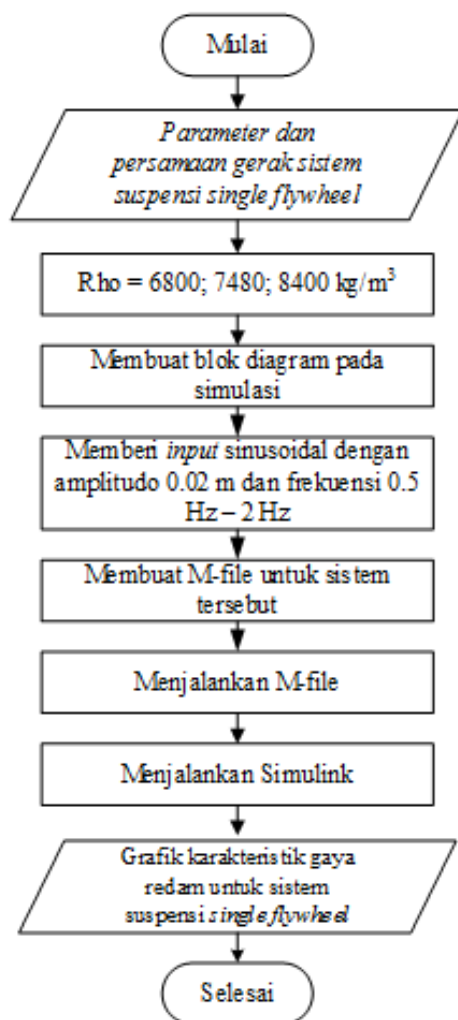 Mulai
Parameter dan
persamaan gerak sistem
suspensi single flywheel
Rho = 6800; 7480; 8400 kg/m³
Membuat blok diagram pada
simulasi
Memberi input sinusoidal dengan
amplitudo 0.02 m dan frekuensi 0.5
Hz – 2 Hz
Membuat M-file untuk sistem
tersebut
Menjalankan M-file
Menjalankan Simulink
Grafik karakteristik gaya
redam untuk sistem
suspensi single flywheel
Selesai